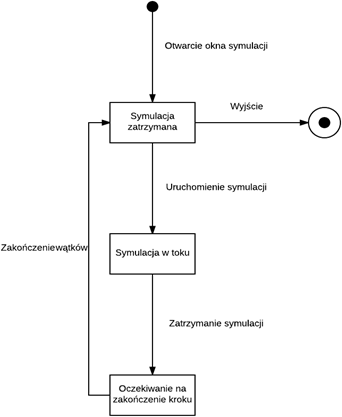 Otwarcie okna symulacji
Symulacja
zatrzymana
Wyjście
Uruchomienie symulacji
Zakończeniewątków
Symulacja w toku
Zatrzymanie symulacji
Oczekiwanie na
zakończenie kroku